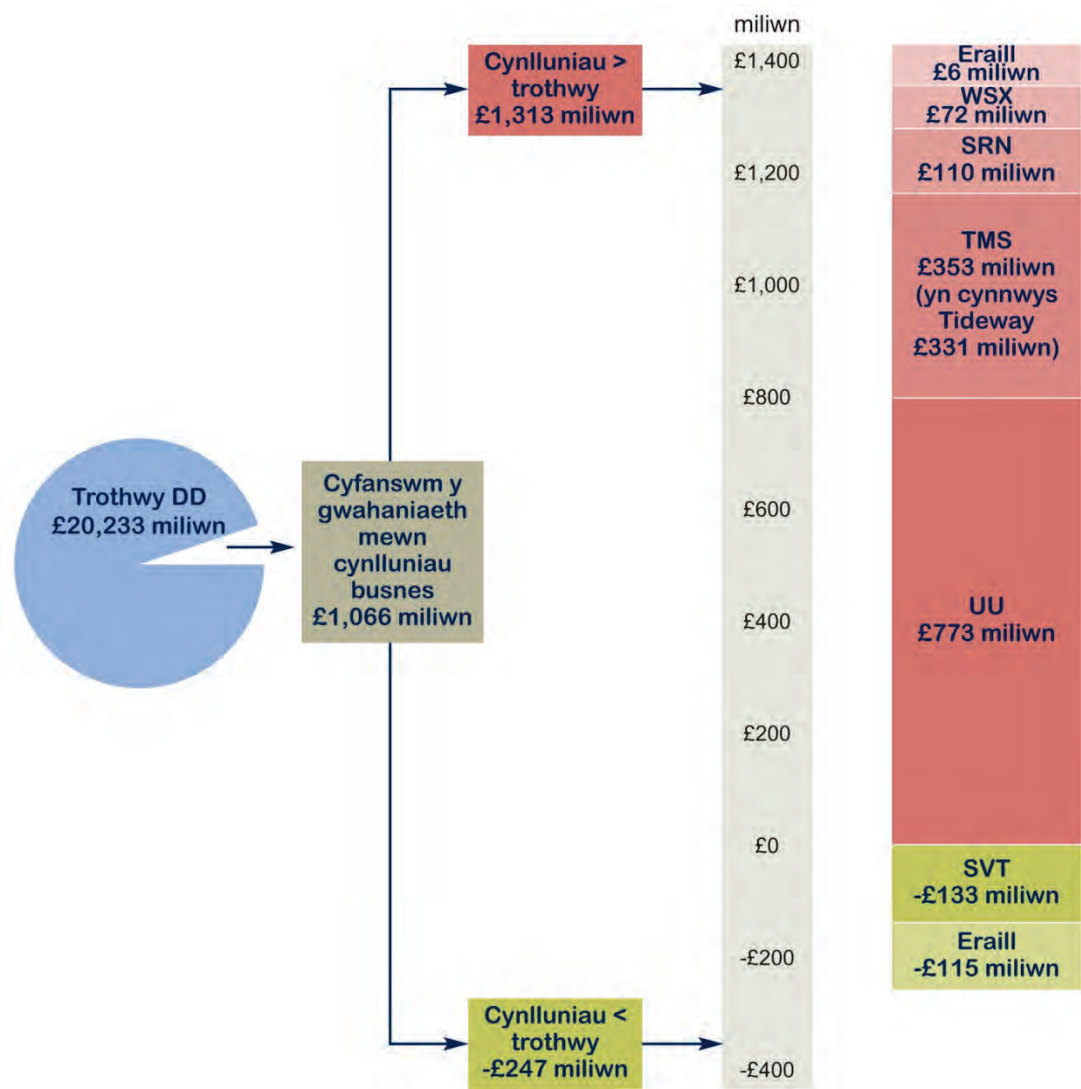 Trothwy DD
£20,233 miliwn
Cyfanswm y
gwahaniaeth
mewn
cynlluniau
busnes
£1,066 miliwn
Cynlluniau >
trothwy
£1,313 miliwn
Cynlluniau <
trothwy
-£247 miliwn
miliwn
£1,400
£1,200
£1,000
£800
£600
£400
£200
£0
-£200
-£400
Eraill
£6 miliwn
WSX
£72 miliwn
SRN
£110 miliwn
TMS
£353 miliwn
(yn cynnwys
Tideway
£331 miliwn)
UU
£773 miliwn
SVT
-£133 miliwn
Eraill
-£115 miliwn